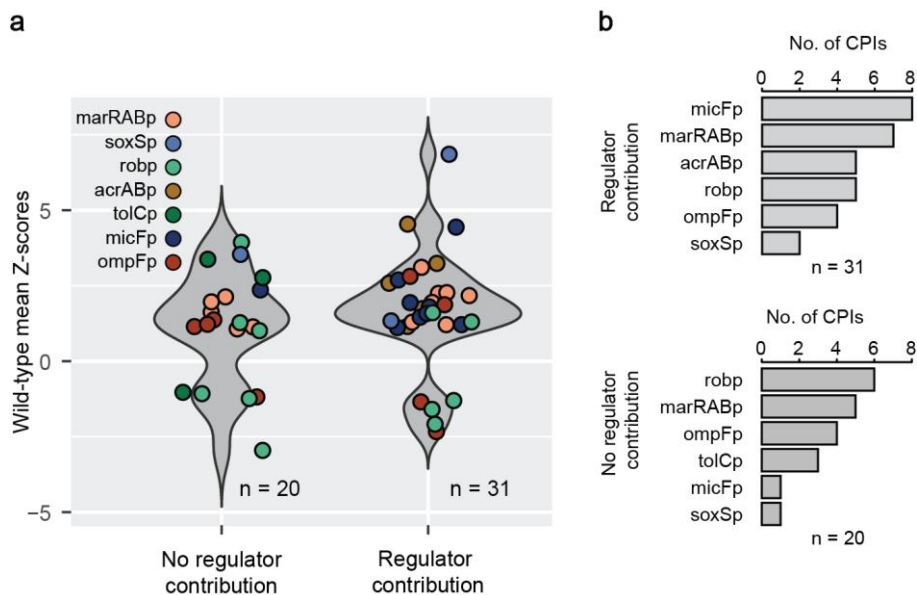 a
Wild-type mean Z-scores
5
0
−5
marRABp
soxSp
robp
acrABp
tolCp
micFp
ompFp
n = 20
n = 31
No regulator
contribution
Regulator
contribution
b
No. of CPIs
0 2 4 6 8
Regulator
contribution
micFp
marRABp
acrABp
robp
ompFp
soxSp
n = 31
No. of CPIs
0 2 4 6 8
No regulator
contribution
robp
marRABp
ompFp
tolCp
micFp
soxSp
n = 20